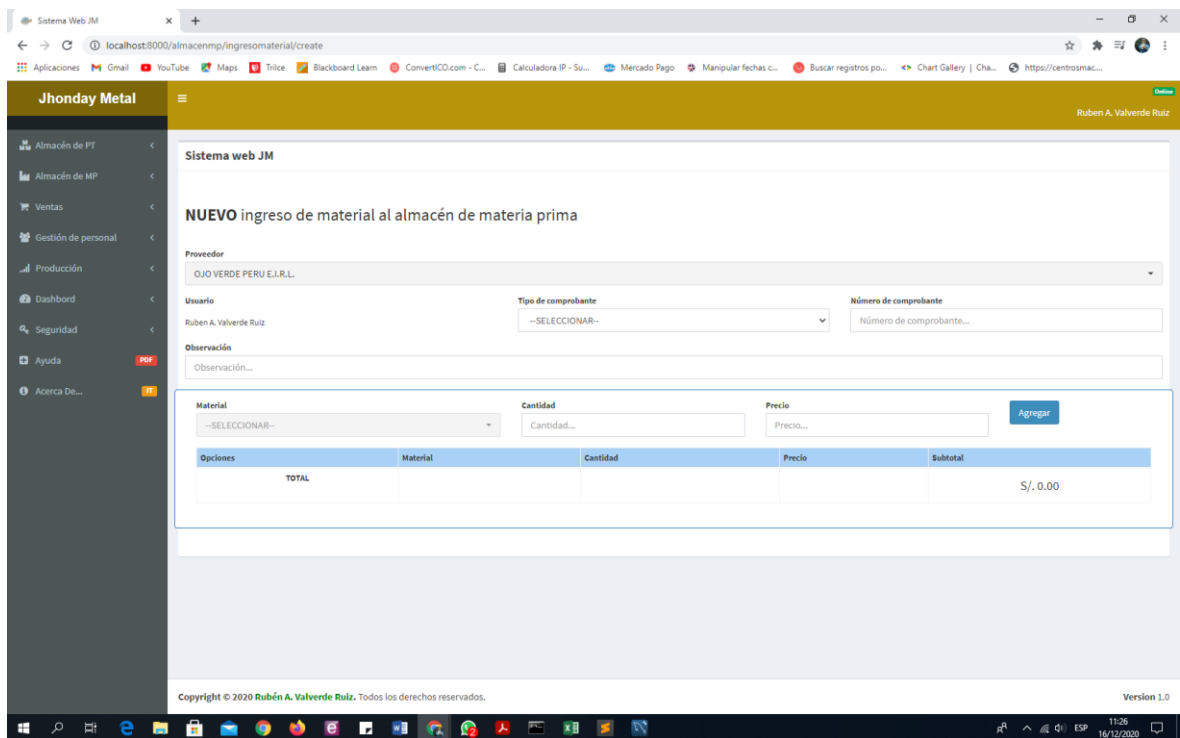 Sistema Web JM
localhost:8000/almacenmp/ingresomaterial/create
Aplicaciones Gmail YouTube Maps Trilce Blackboard Learn ConvertICO.com - C... Calculadora IP - Su... Mercado Pago Manipular fechas c... Buscar registros po... Chart Gallery | Cha... https://centrosmac....
Jhonday Metal
Online
Ruben A. Valverde Ruiz
Almacén de PT
Almacén de MP
Ventas
Gestión de personal
Producción
Dashbord
Seguridad
Ayuda PDF
Acerca De... IT
Sistema web JM
NUEVO ingreso de material al almacén de materia prima
Proveedor
OJO VERDE PERU E.I.R.L.
Usuario Tipo de comprobante Número de comprobante
Ruben A. Valverde Ruiz --SELECCIONAR-- Número de comprobante...
Observación
Observación...
Material Cantidad Precio
--SELECCIONAR-- Cantidad... Precio... Agregar
Opciones Material Cantidad Precio Subtotal
TOTAL S/. 0.00
Copyright © 2020 Rubén A. Valverde Ruiz. Todos los derechos reservados. Version 1.0
ESP 11:26
16/12/2020